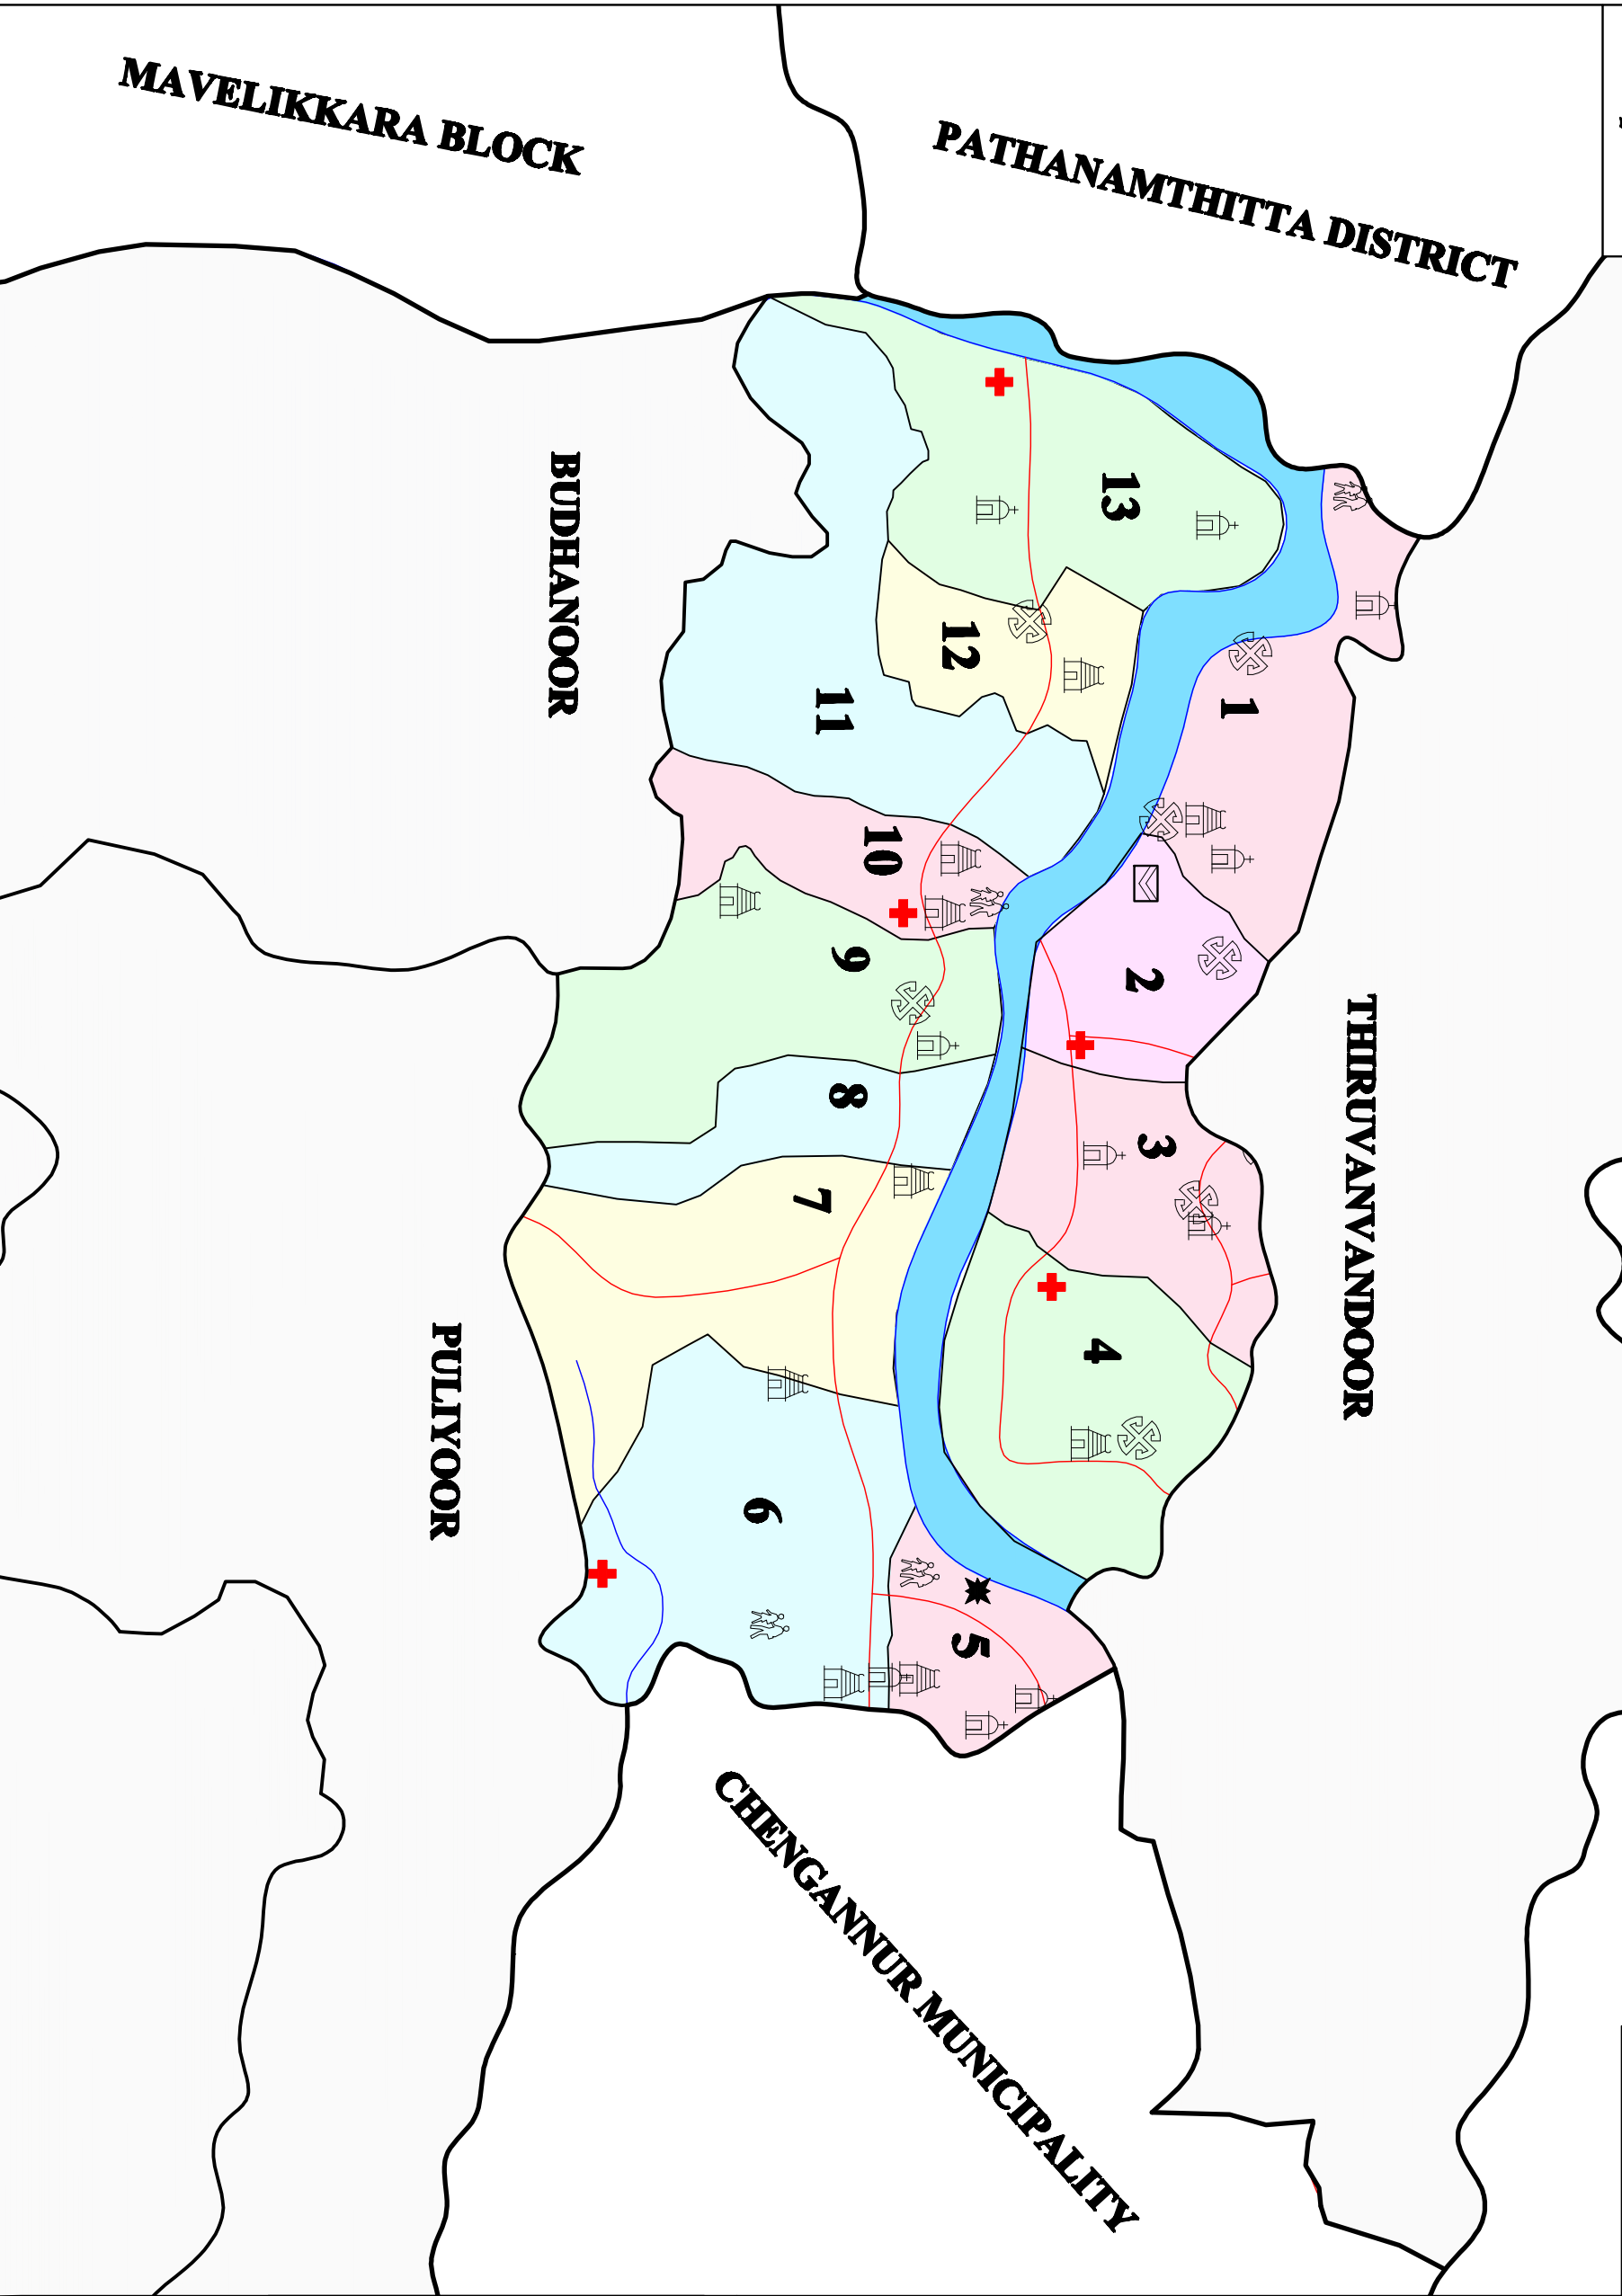 MAVELIKKARA BLOCK
PATHANAMTHITTA DISTRICT
BUDHANOOR
13
12
1
11
10
9
2
THIRUVANVANDOOR
8
3
7
4
PULIYOOR
6
5
CHENGANNUR MUNICIPALITY